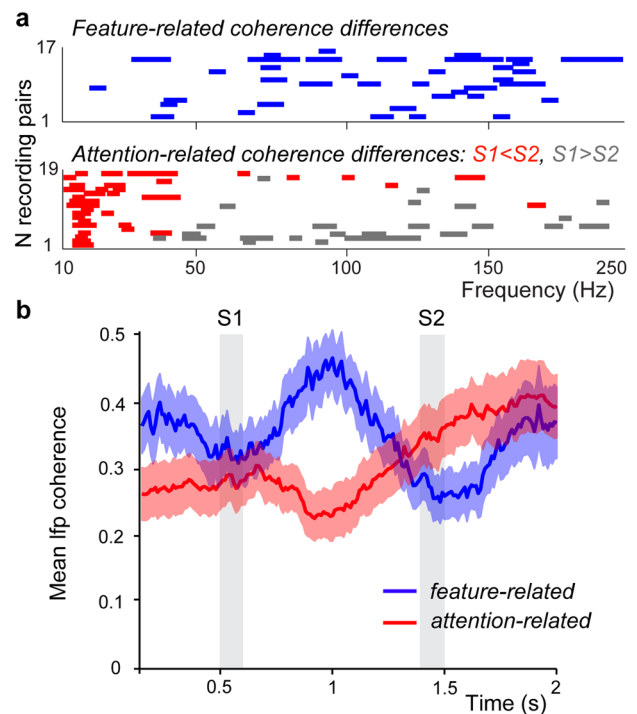 a
Feature-related coherence differences
17
1
N recording pairs
Attention-related coherence differences: S1<S2, S1>S2
19
1
10 50 100 150 250
Frequency (Hz)
b
S1 S2
0.4
0.3
0.2
0.1
0
Mean lfp coherence
feature-related
attention-related
0.5 1 1.5 2
Time (s)